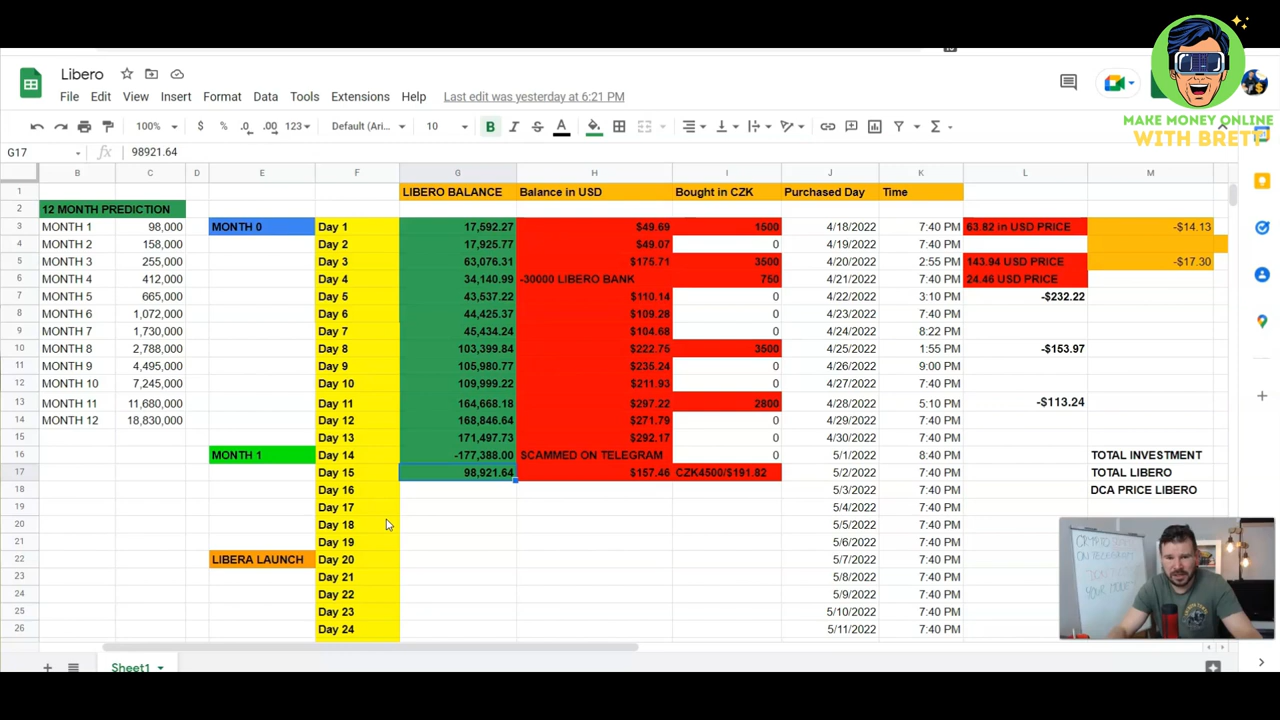 Libero
File Edit View Insert Format Data Tools Extensions Help Last edit was yesterday at 6:21 PM
MAKE MONEY ONLINE
WITH BRETT
100% $ % .0 .00 123 Default (Ari... 10 B I S A
G17 fx 98921.64
B C D E F G H I J K L M
1 LIBERO BALANCE Balance in USD Bought in CZK Purchased Day Time
2 12 MONTH PREDICTION
3 MONTH 1 98,000 MONTH 0 Day 1 17,592.27 $49.69 1500 4/18/2022 7:40 PM 63.82 in USD PRICE -$14.13
4 MONTH 2 158,000 Day 2 17,925.77 $49.07 0 4/19/2022 7:40 PM
5 MONTH 3 255,000 Day 3 63,076.31 $175.71 3500 4/20/2022 2:55 PM 143.94 USD PRICE -$17.30
6 MONTH 4 412,000 Day 4 34,140.99 -30000 LIBERO BANK 750 4/21/2022 7:40 PM 24.46 USD PRICE
7 MONTH 5 665,000 Day 5 43,537.22 $110.14 0 4/22/2022 3:10 PM -$232.22
8 MONTH 6 1,072,000 Day 6 44,425.37 $109.28 0 4/23/2022 7:40 PM
9 MONTH 7 1,730,000 Day 7 45,434.24 $104.68 0 4/24/2022 8:22 PM
10 MONTH 8 2,788,000 Day 8 103,399.84 $222.75 3500 4/25/2022 1:55 PM -$153.97
11 MONTH 9 4,495,000 Day 9 105,980.77 $235.24 0 4/26/2022 9:00 PM
12 MONTH 10 7,245,000 Day 10 109,999.22 $211.93 0 4/27/2022 7:40 PM
13 MONTH 11 11,680,000 Day 11 164,668.18 $297.22 2800 4/28/2022 5:10 PM -$113.24
14 MONTH 12 18,830,000 Day 12 168,846.64 $271.79 0 4/29/2022 7:40 PM
15 Day 13 171,497.73 $292.17 0 4/30/2022 7:40 PM
16 MONTH 1 Day 14 -177,388.00 SCAMMED ON TELEGRAM 0 5/1/2022 8:40 PM TOTAL INVESTMENT
17 Day 15 98,921.64 $157.46 CZK4500/$191.82 5/2/2022 7:40 PM TOTAL LIBERO
18 Day 16 5/3/2022 7:40 PM DCA PRICE LIBERO
19 Day 17 5/4/2022 7:40 PM
20 Day 18 5/5/2022 7:40 PM
21 Day 19 5/6/2022 7:40 PM
22 LIBERA LAUNCH Day 20 5/7/2022 7:40 PM
23 Day 21 5/8/2022 7:40 PM
24 Day 22 5/9/2022 7:40 PM
25 Day 23 5/10/2022 7:40 PM
26 Day 24 5/11/2022 7:40 PM
Sheet1
ON TELEGRAM
YOUR MONEY